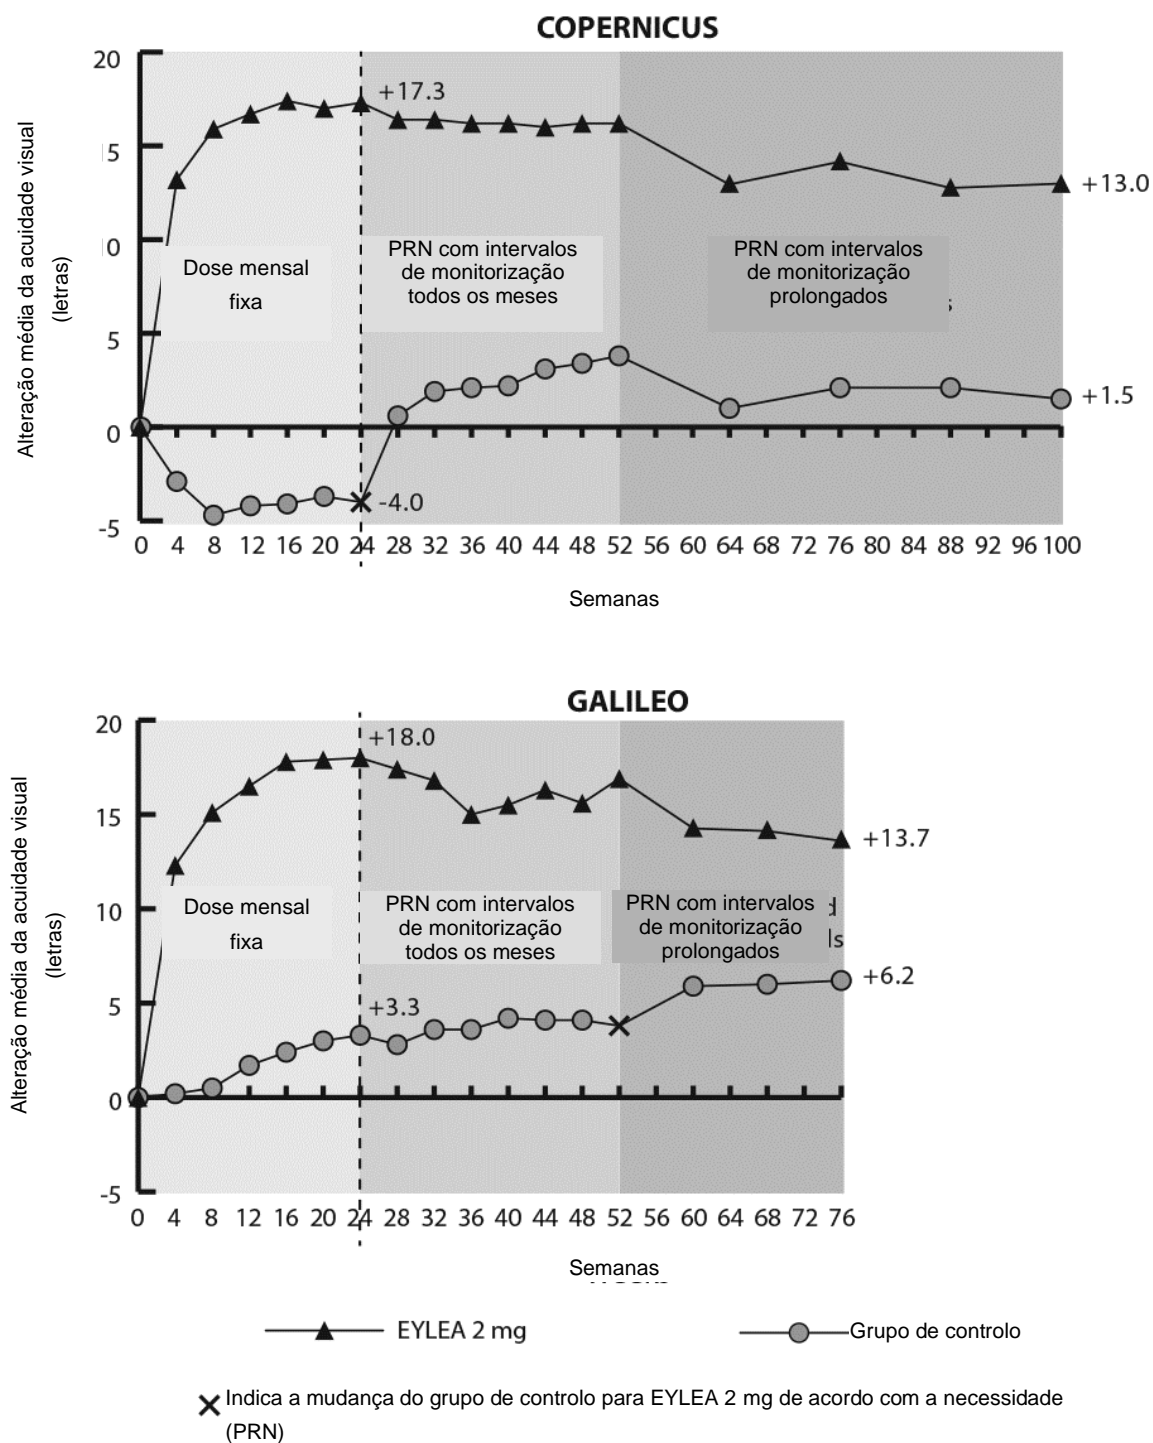 COPERNICUS
Alteração média da acuidade visual
(letras)
20
15
10
5
0
-5
+17.3
+13.0
Dose mensal
fixa
PRN com intervalos
de monitorização
todos os meses
PRN com intervalos
de monitorização
prolongados
s
+1.5
-4.0
0 4 8 12 16 20 24 28 32 36 40 44 48 52 56 60 64 68 72 76 80 84 88 92 96 100
Semanas
GALILEO
Alteração média da acuidade visual
(letras)
20
15
10
5
0
-5
+18.0
+13.7
Dose mensal
fixa
PRN com intervalos
de monitorização
todos os meses
PRN com intervalos
de monitorização
prolongados
d
ls
+3.3
+6.2
0 4 8 12 16 20 24 28 32 36 40 44 48 52 56 60 64 68 72 76
Semanas
EYLEA 2 mg
Grupo de controlo
Indica a mudança do grupo de controlo para EYLEA 2 mg de acordo com a necessidade
(PRN)